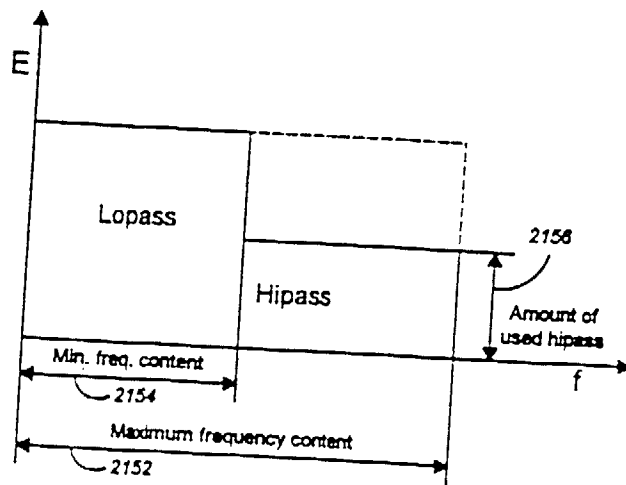 E
Lopass
2156
Hipass
Amount of
used hipass
Min. freq. content
f
2154
Maximum frequency content
2152